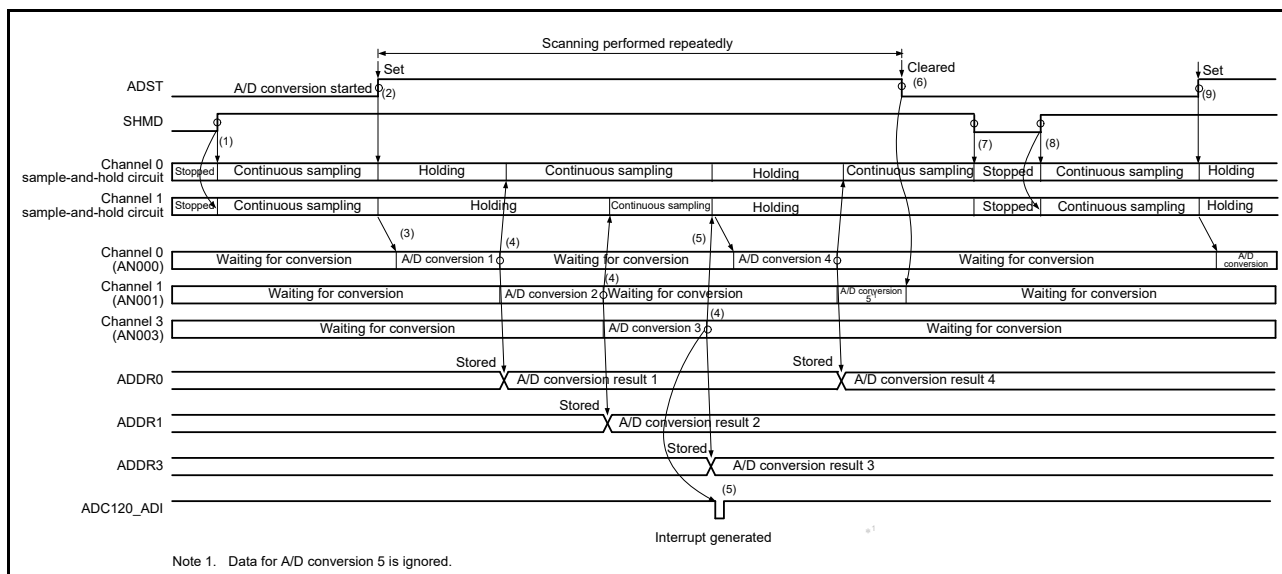 Scanning performed repeatedly
Set Cleared Set
ADST A/D conversion started (2) (6) (9)
SHMD (1) (7) (8)
Channel 0
sample-and-hold circuit Stopped Continuous sampling Holding Continuous sampling Holding Continuous sampling Stopped Continuous sampling Holding
Channel 1
sample-and-hold circuit Stopped Continuous sampling Holding Continuous sampling Holding Stopped Continuous sampling Holding
(3) (4) (5)
Channel 0
(AN000) Waiting for conversion A/D conversion 1 Waiting for conversion A/D conversion 4 Waiting for conversion A/D conversion
(4)
Channel 1
(AN001) Waiting for conversion A/D conversion 2 Waiting for conversion A/D conversion 5 Waiting for conversion
(4)
Channel 3
(AN003) Waiting for conversion A/D conversion 3 Waiting for conversion
Stored
ADDR0 A/D conversion result 1 A/D conversion result 4
Stored
ADDR1 A/D conversion result 2
Stored
ADDR3 A/D conversion result 3
(5)
ADC120_ADI
Interrupt generated *1
Note 1. Data for A/D conversion 5 is ignored.